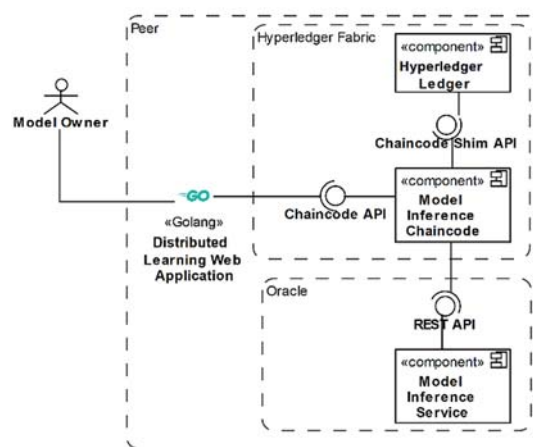 Peer
Hyperledger Fabric
«component»
Hyperledger
Ledger
Model Owner
Chaincode Shim API
GO
«component»
Model
Inference
Chaincode
Chaincode API
«Golang»
Distributed
Learning Web
Application
Oracle
REST API
«component»
Model
Inference
Service